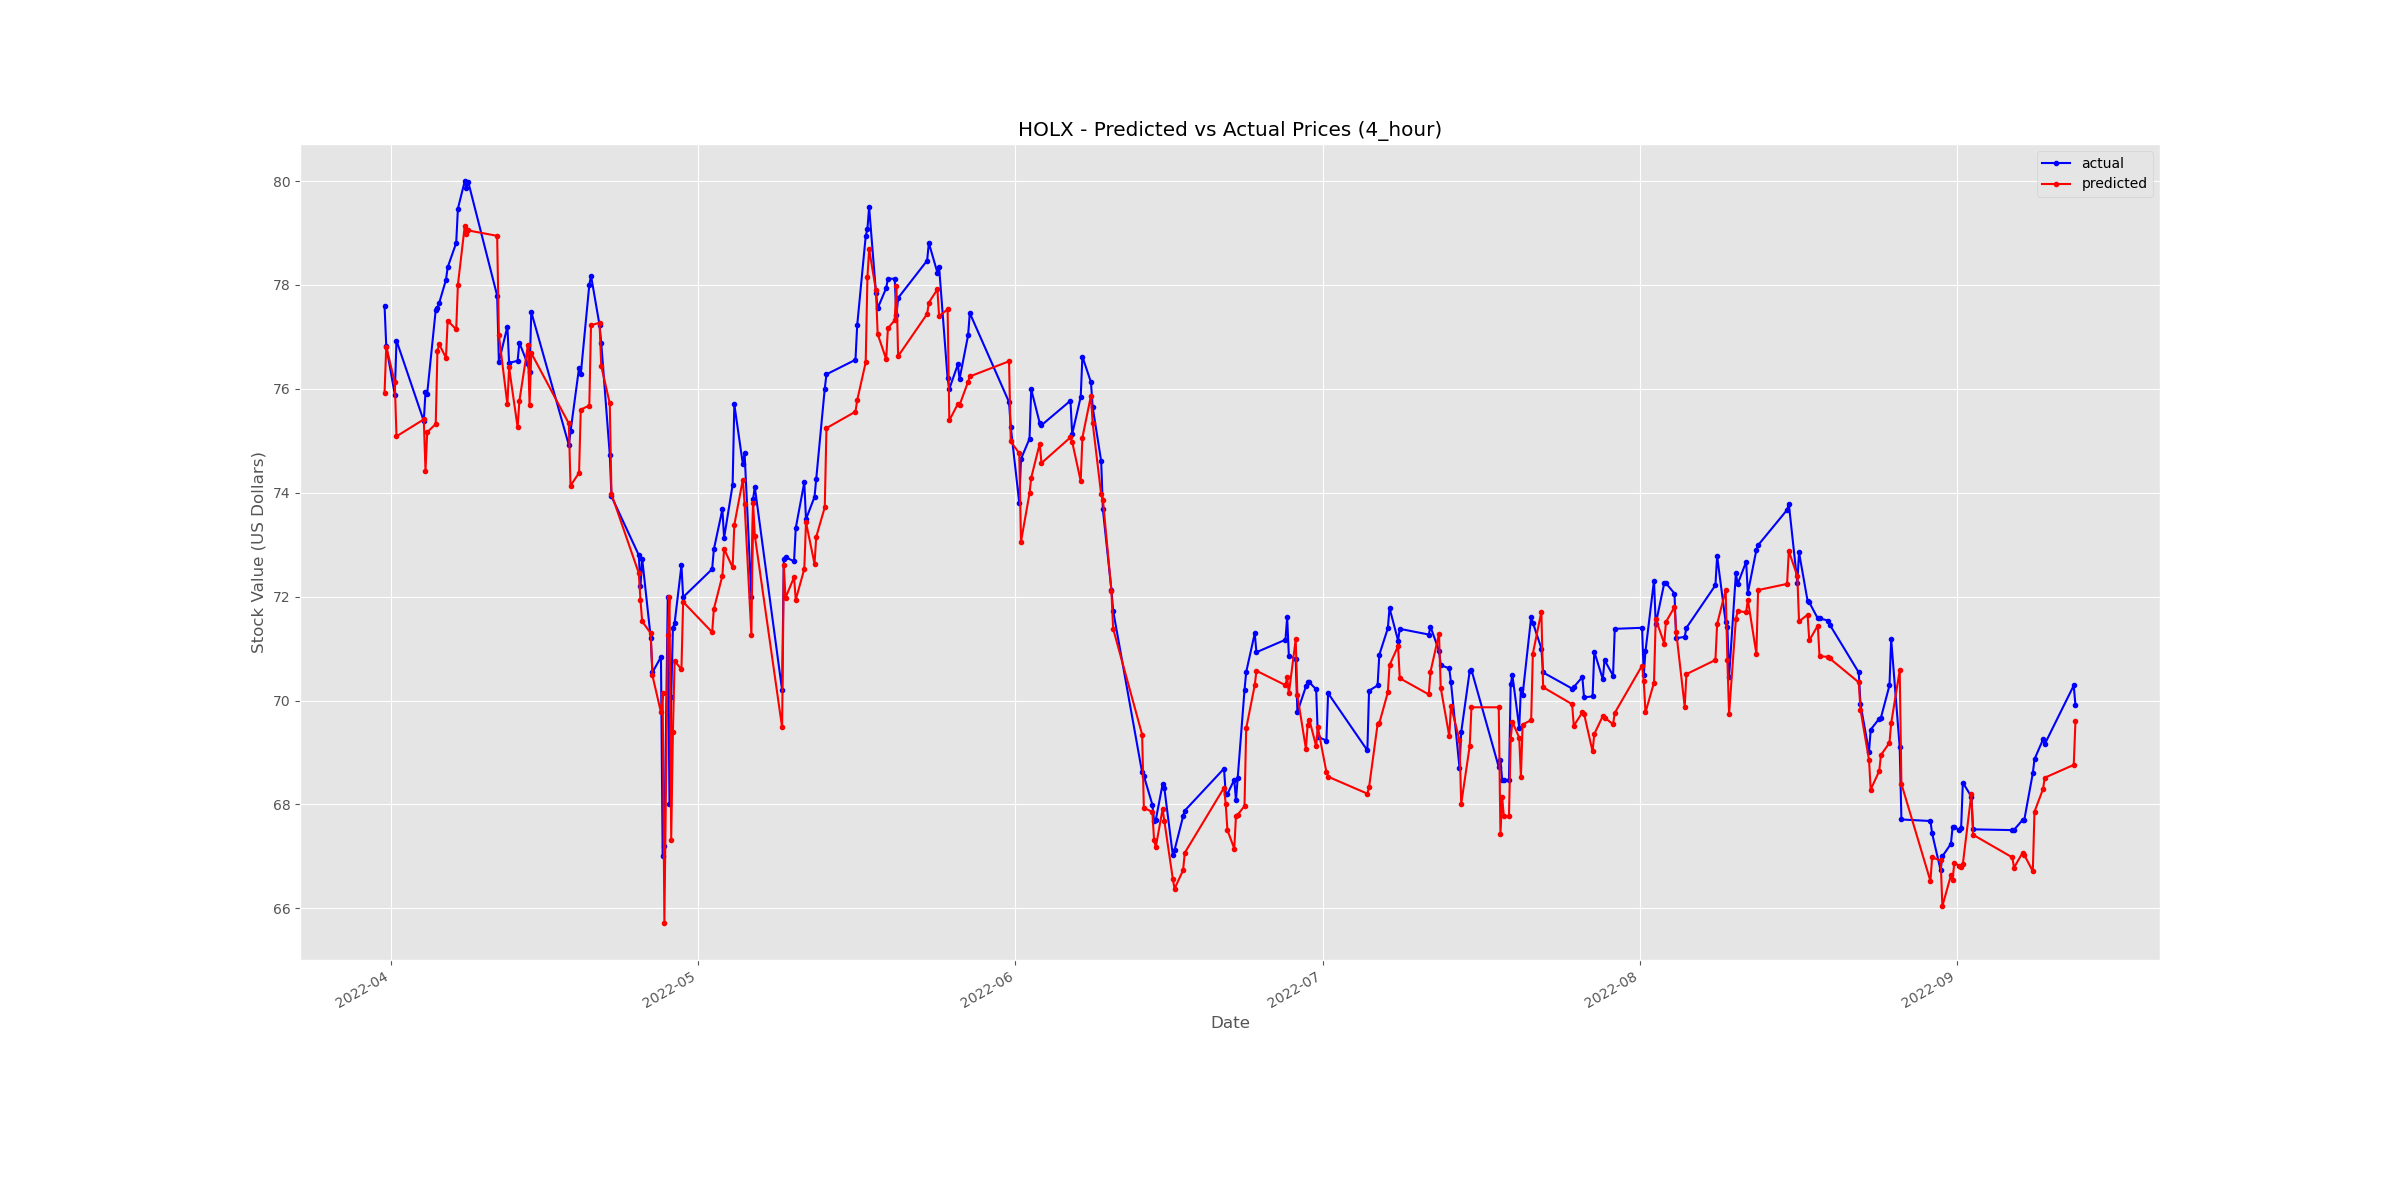 HOLX - Predicted vs Actual Prices (4_hour)
actual
predicted
80
78
76
74
72
70
68
66
Stock Value (US Dollars)
2022-04
2022-05
2022-06
2022-07
2022-08
2022-09
Date